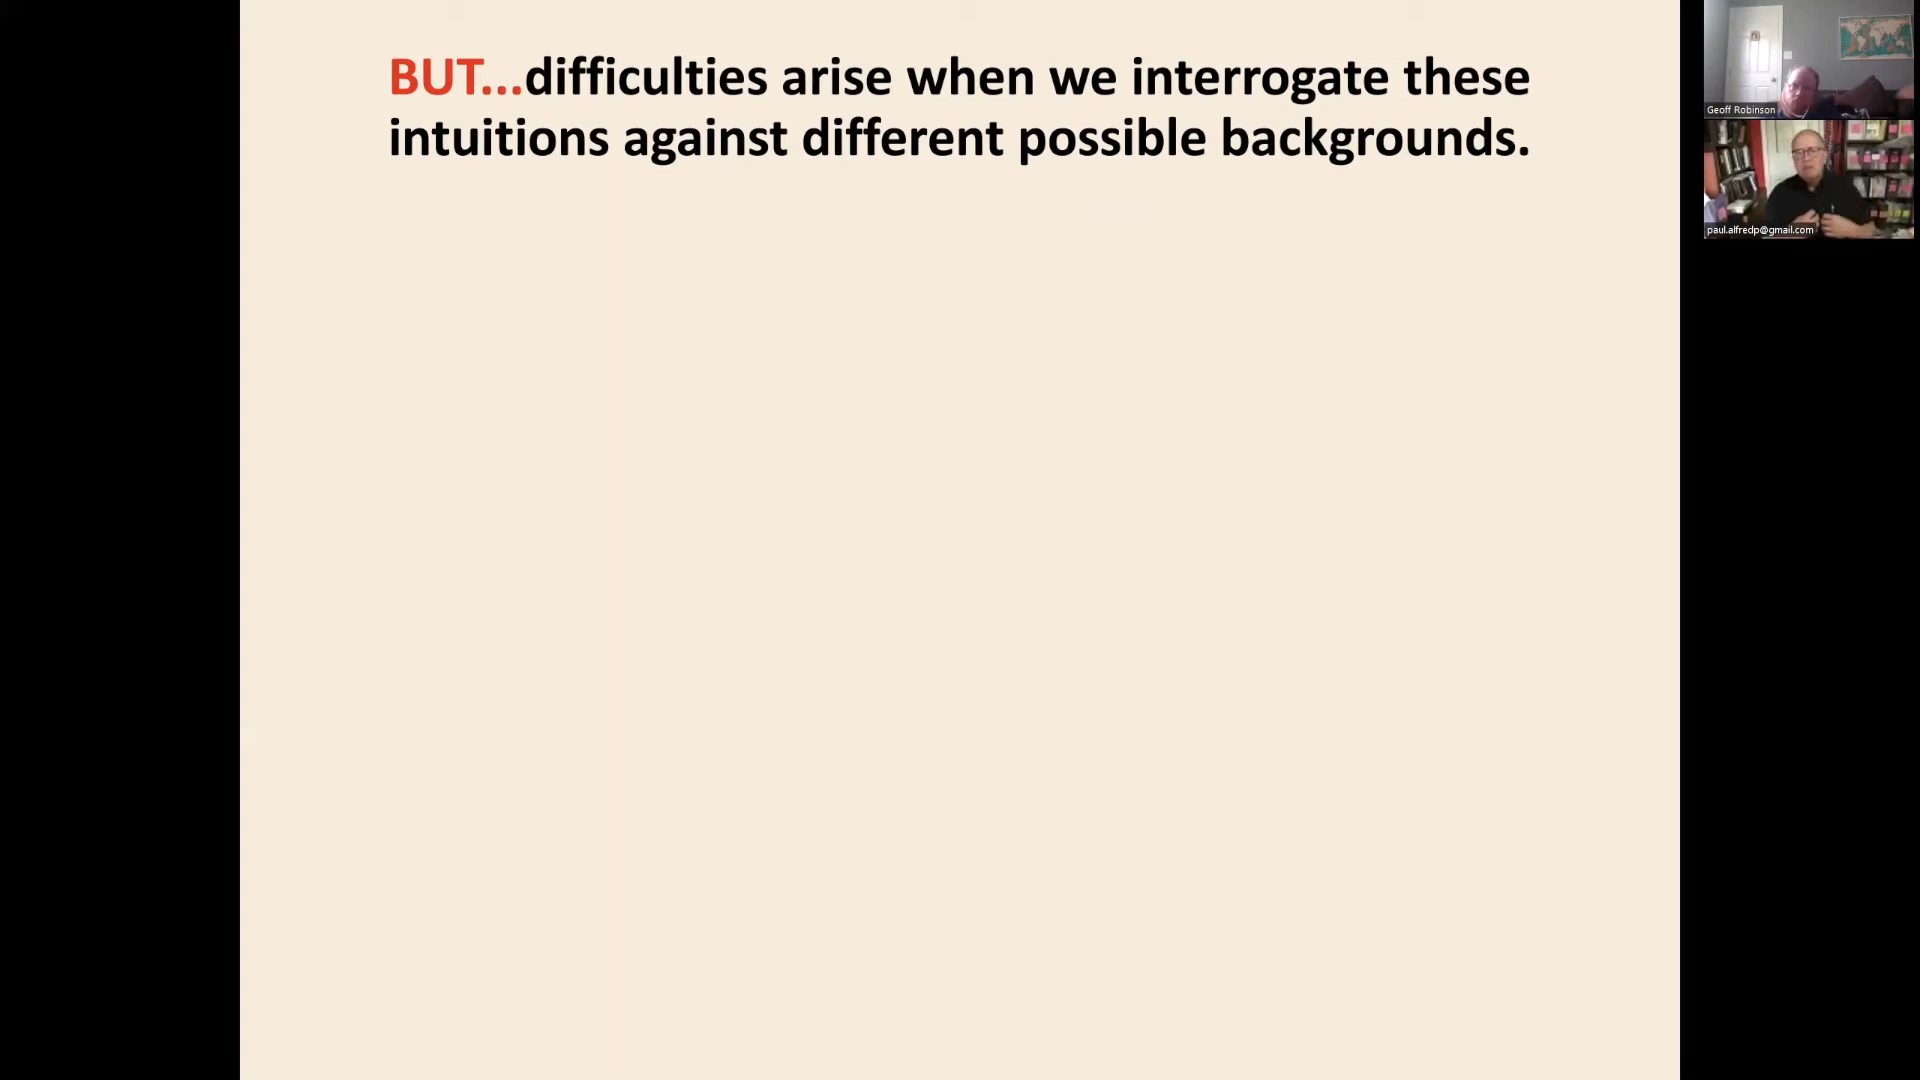 BUT...difficulties arise when we interrogate these
intuitions against different possible backgrounds.
Geoff Robinson
paul.alfredp@gmail.com